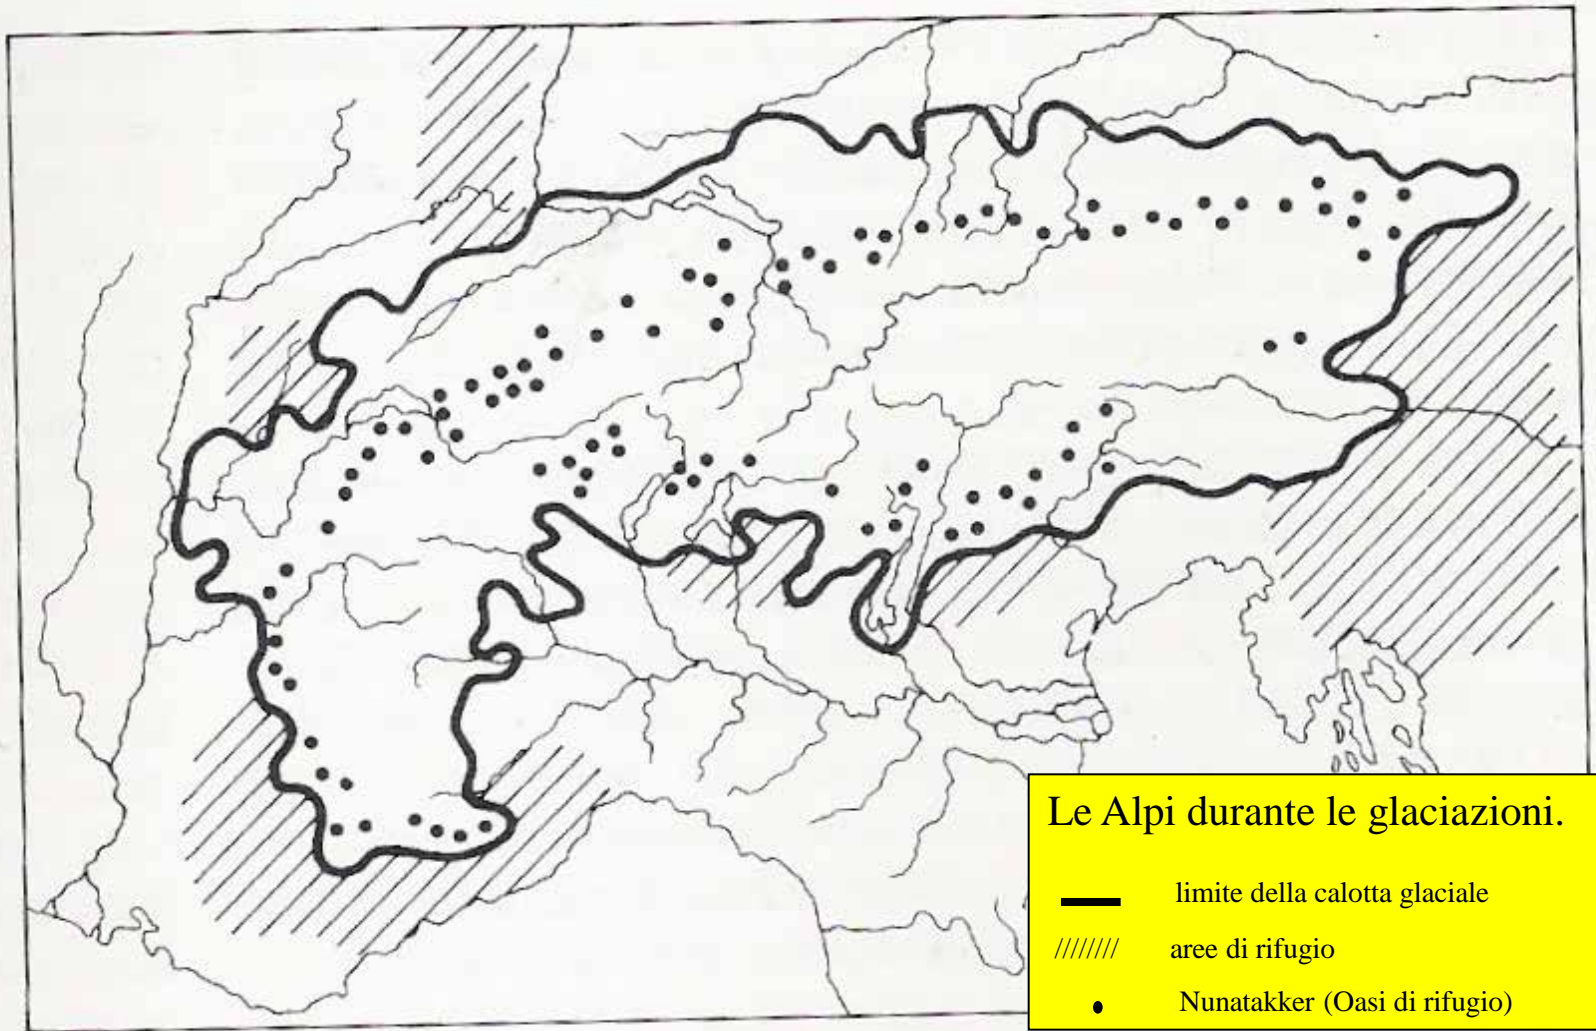 Le Alpi durante le glaciazioni.
limite della calotta glaciale
//////// aree di rifugio
Nunatakker (Oasi di rifugio)